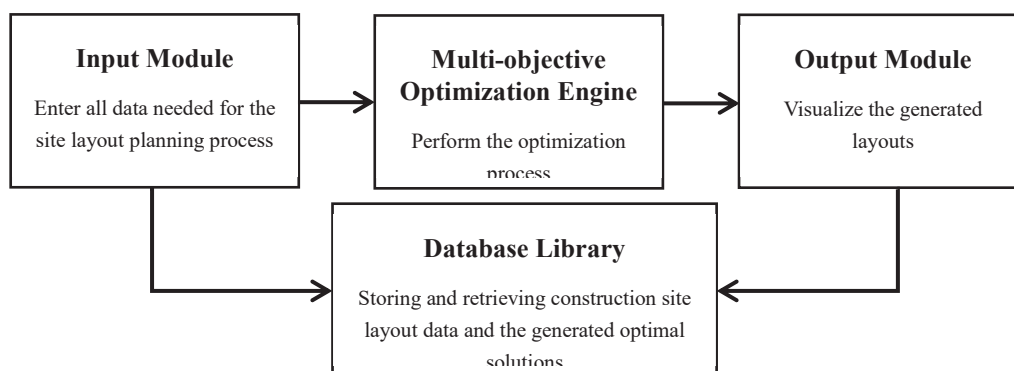 Input Module
Enter all data needed for the
site layout planning process
Multi-objective
Optimization Engine
Perform the optimization
process
Output Module
Visualize the generated
layouts
Database Library
Storing and retrieving construction site
layout data and the generated optimal
solutions